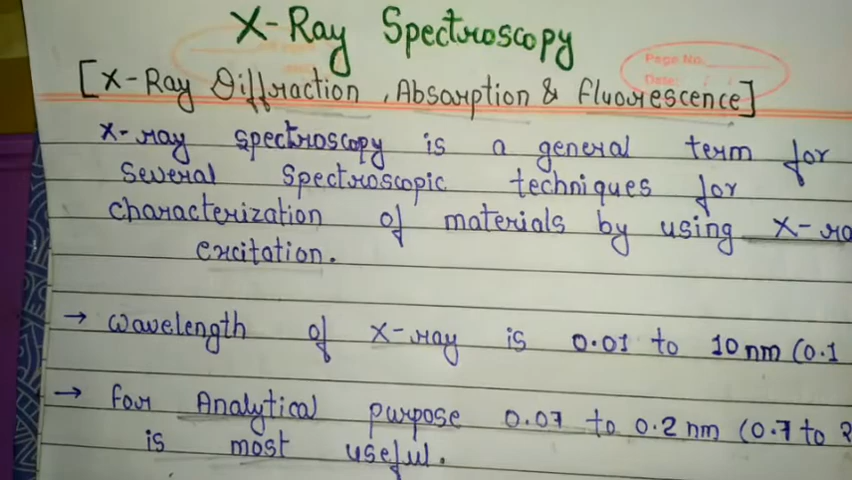 X-Ray Spectroscopy
Page No.
Date:
[X-Ray Diffraction, Absorption & Fluorescence]
X-ray spectroscopy is a general term for
several spectroscopic techniques for
characterization of materials by using X-ra
excitation.
→ Wavelength of X-ray is 0.01 to 10 nm (0.1
→ For Analytical purpose 0.07 to 0.2 nm (0.7 to
is most useful.